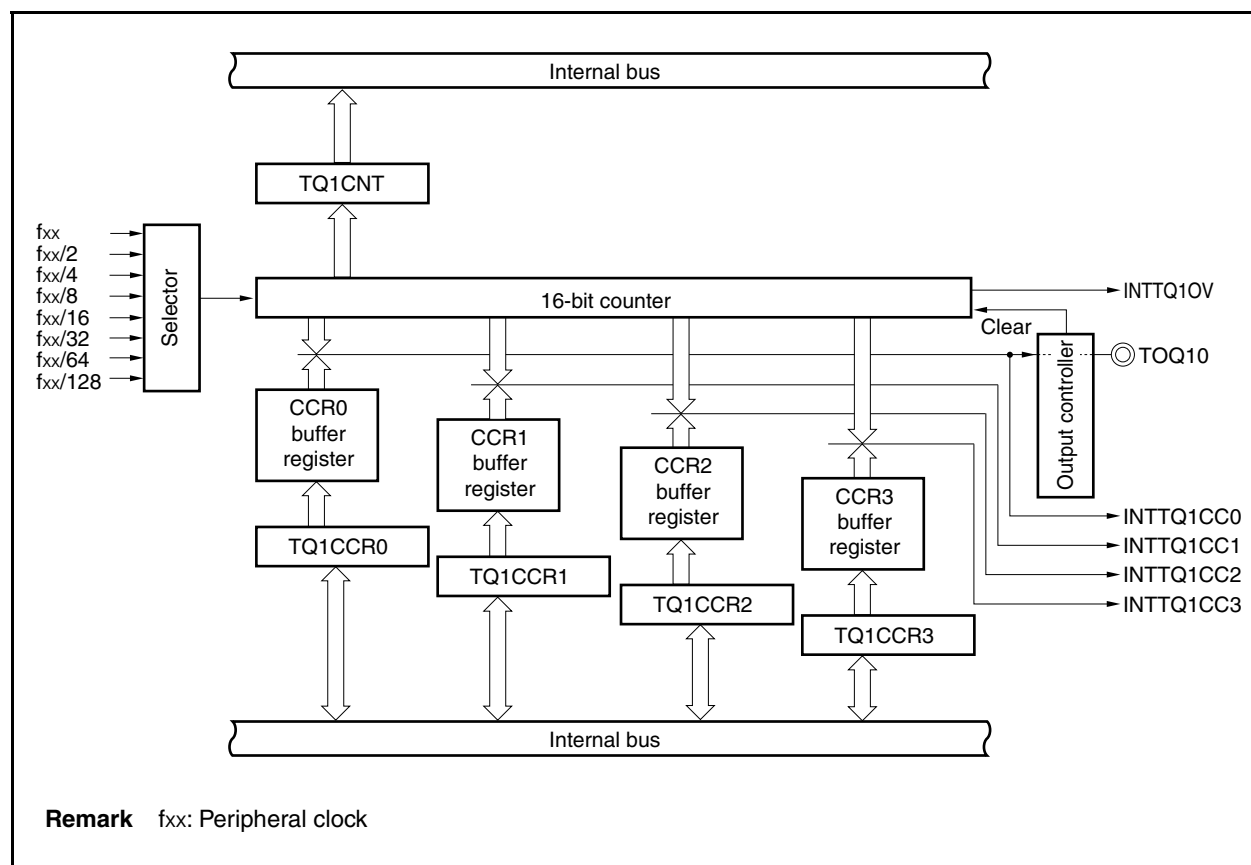 Internal bus
TQ1CNT
fxx
fxx/2
fxx/4
fxx/8
fxx/16
fxx/32
fxx/64
fxx/128
Selector
16-bit counter
INTTQ1OV
Clear
Output controller
TOQ10
CCR0
buffer
register
CCR1
buffer
register
CCR2
buffer
register
CCR3
buffer
register
TQ1CCR0
TQ1CCR1
TQ1CCR2
TQ1CCR3
INTTQ1CC0
INTTQ1CC1
INTTQ1CC2
INTTQ1CC3
Internal bus
Remark fxx: Peripheral clock